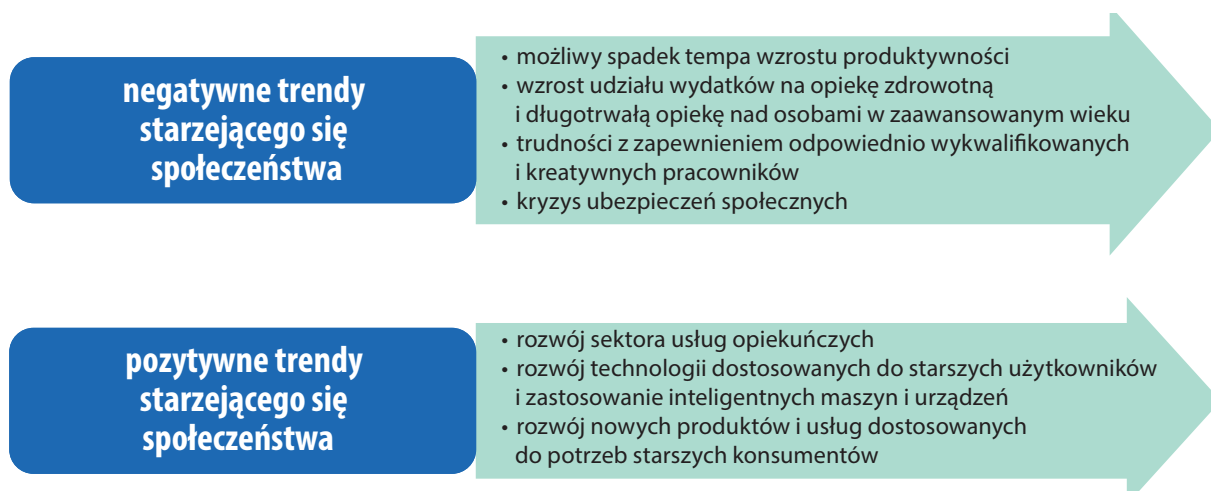 negatywne trendy
starzejącego się
społeczeństwa
• możliwy spadek tempa wzrostu produktywności
• wzrost udziału wydatków na opiekę zdrowotną
i długotrwałą opiekę nad osobami w zaawansowanym wieku
• trudności z zapewnieniem odpowiednio wykwalifikowanych
i kreatywnych pracowników
• kryzys ubezpieczeń społecznych
pozytywne trendy
starzejącego się
społeczeństwa
• rozwój sektora usług opiekuńczych
• rozwój technologii dostosowanych do starszych użytkowników
i zastosowanie inteligentnych maszyn i urządzeń
• rozwój nowych produktów i usług dostosowanych
do potrzeb starszych konsumentów